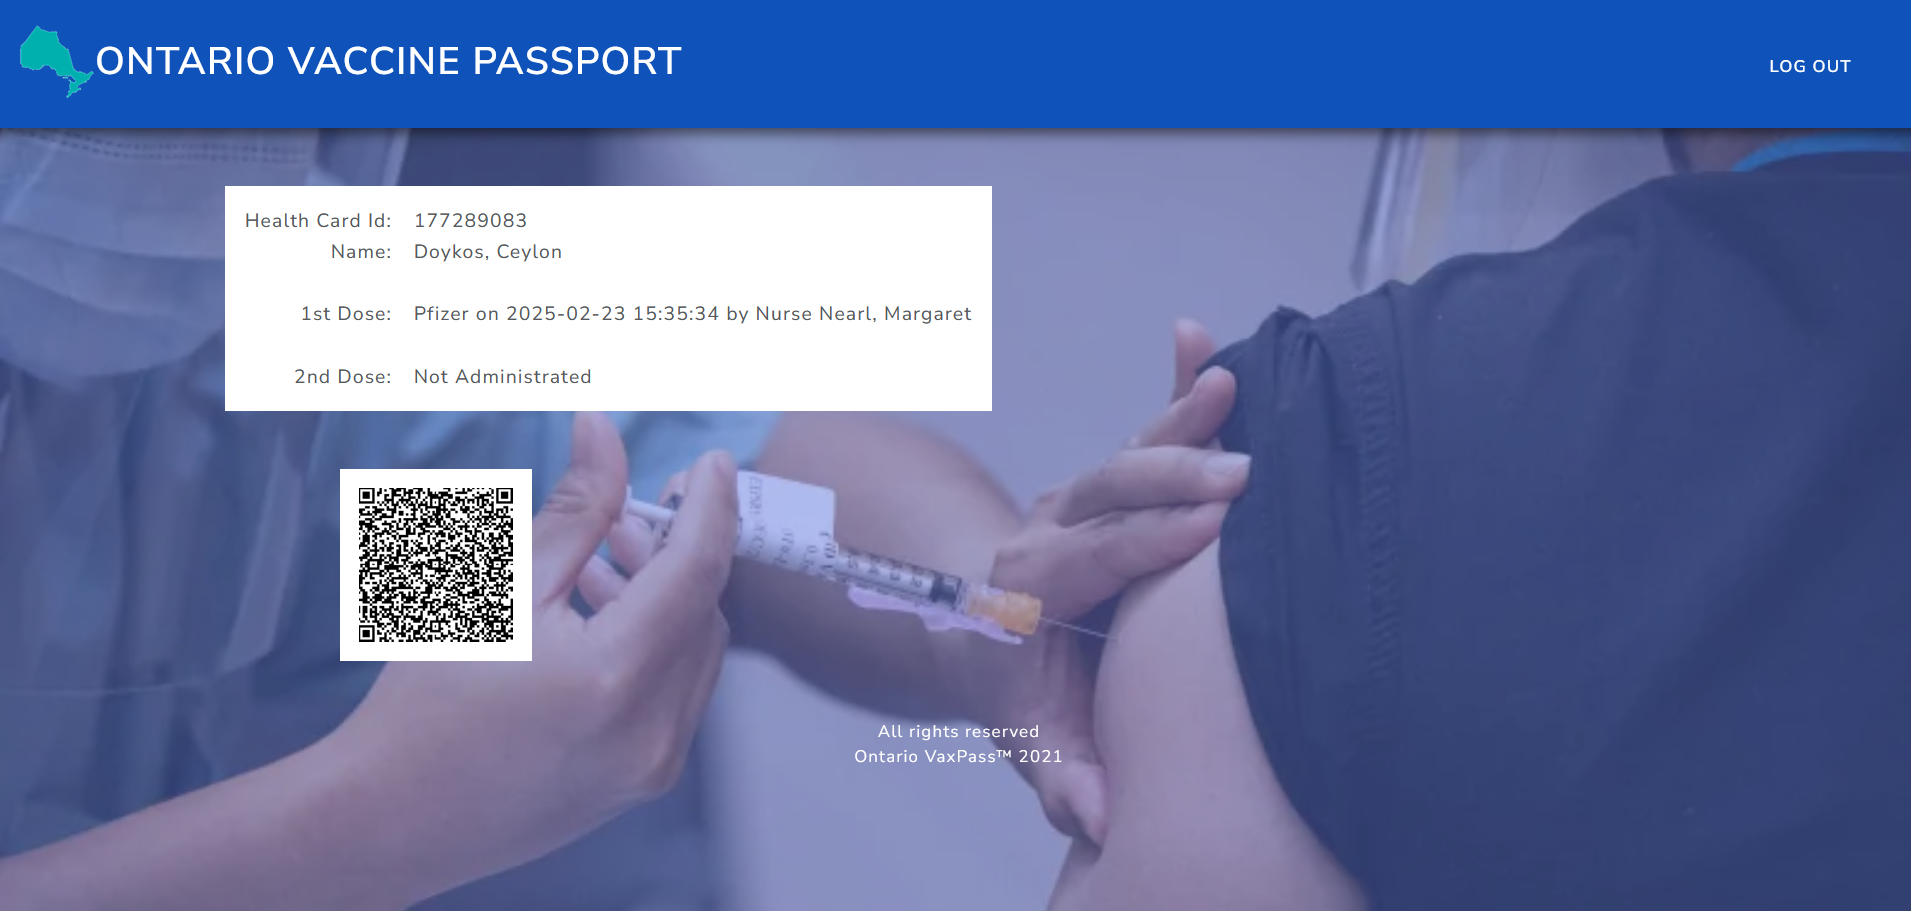 ONTARIO VACCINE PASSPORT
LOG OUT
Health Card Id: 177289083
Name: Doykos, Ceylon
1st Dose: Pfizer on 2025-02-23 15:35:34 by Nurse Nearl, Margaret
2nd Dose: Not Administrated
All rights reserved
Ontario VaxPass™ 2021